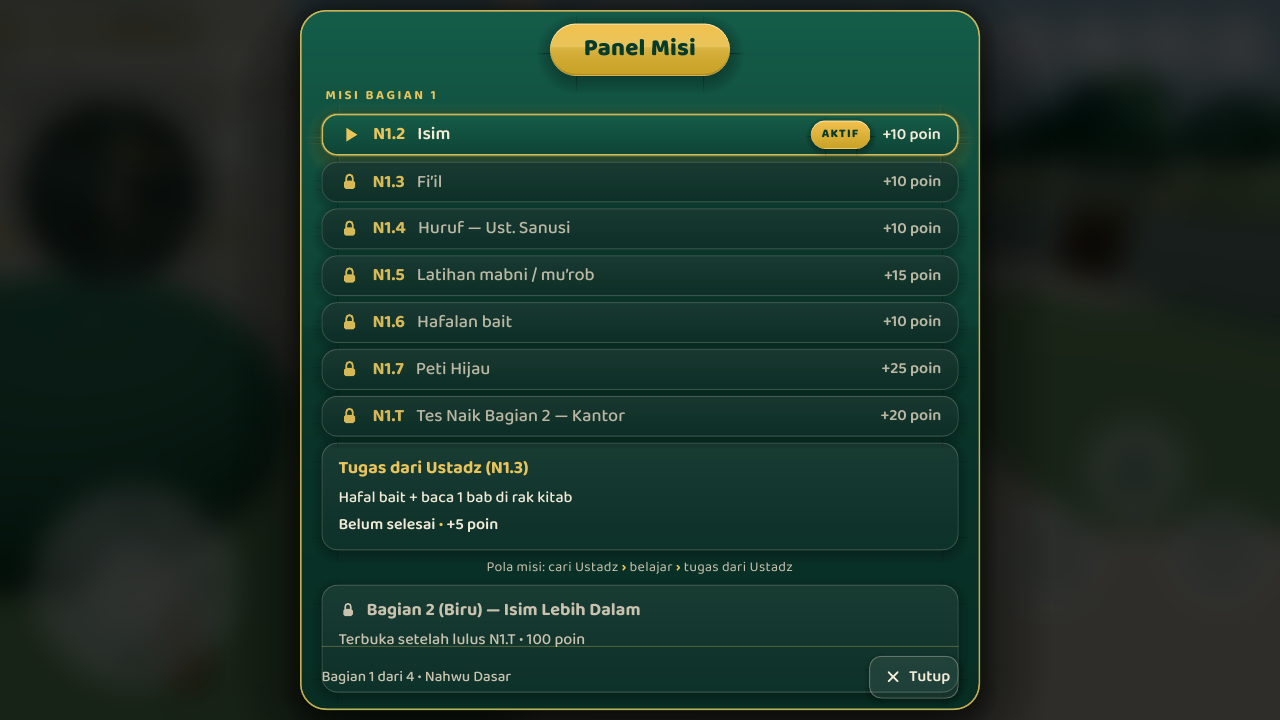 Panel Misi
MISI BAGIAN 1
N1.2 Isim AKTIF +10 poin
N1.3 Fi'il +10 poin
N1.4 Huruf — Ust. Sanusi +10 poin
N1.5 Latihan mabni / mu'rob +15 poin
N1.6 Hafalan bait +10 poin
N1.7 Peti Hijau +25 poin
N1.T Tes Naik Bagian 2 — Kantor +20 poin
Tugas dari Ustadz (N1.3)
Hafal bait + baca 1 bab di rak kitab
Belum selesai • +5 poin
Pola misi: cari Ustadz › belajar › tugas dari Ustadz
Bagian 2 (Biru) — Isim Lebih Dalam
Terbuka setelah lulus N1.T • 100 poin
Bagian 1 dari 4 • Nahwu Dasar
Tutup